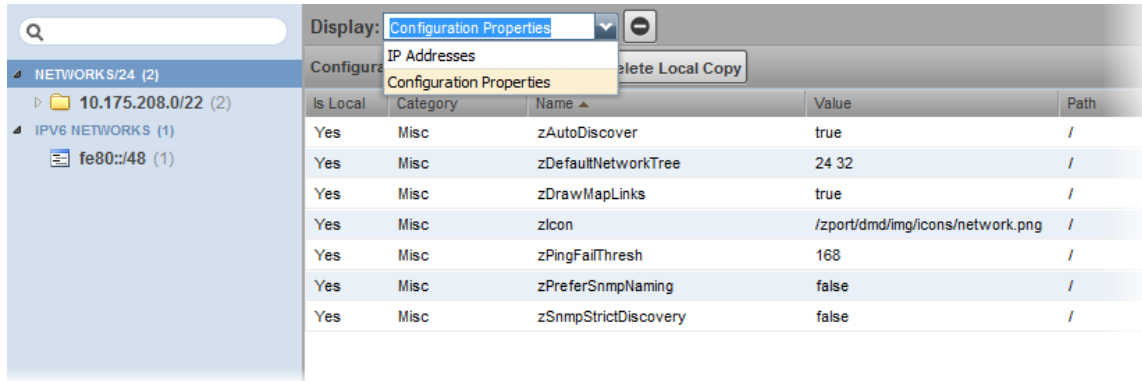 Display: Configuration Properties
IP Addresses
Configuration Properties
Configura
elete Local Copy
NETWORKS/24 (2)
10.175.208.0/22 (2)
IPV6 NETWORKS (1)
fe80::/48 (1)
Is Local Category Name Value Path
Yes Misc zAutoDiscover true /
Yes Misc zDefaultNetworkTree 24 32 /
Yes Misc zDrawMapLinks true /
Yes Misc zIcon /zport/dmd/img/icons/network.png /
Yes Misc zPingFailThresh 168 /
Yes Misc zPreferSnmpNaming false /
Yes Misc zSnmpStrictDiscovery false /